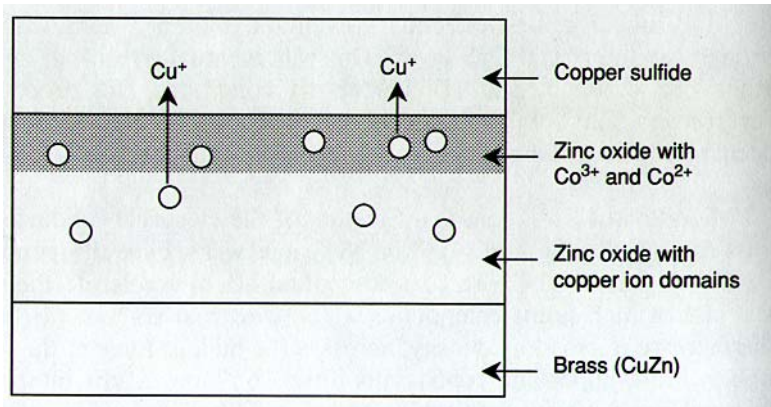 Cu⁺ Cu⁺
Copper sulfide
Zinc oxide with
Co³⁺ and Co²⁺
Zinc oxide with
copper ion domains
Brass (CuZn)